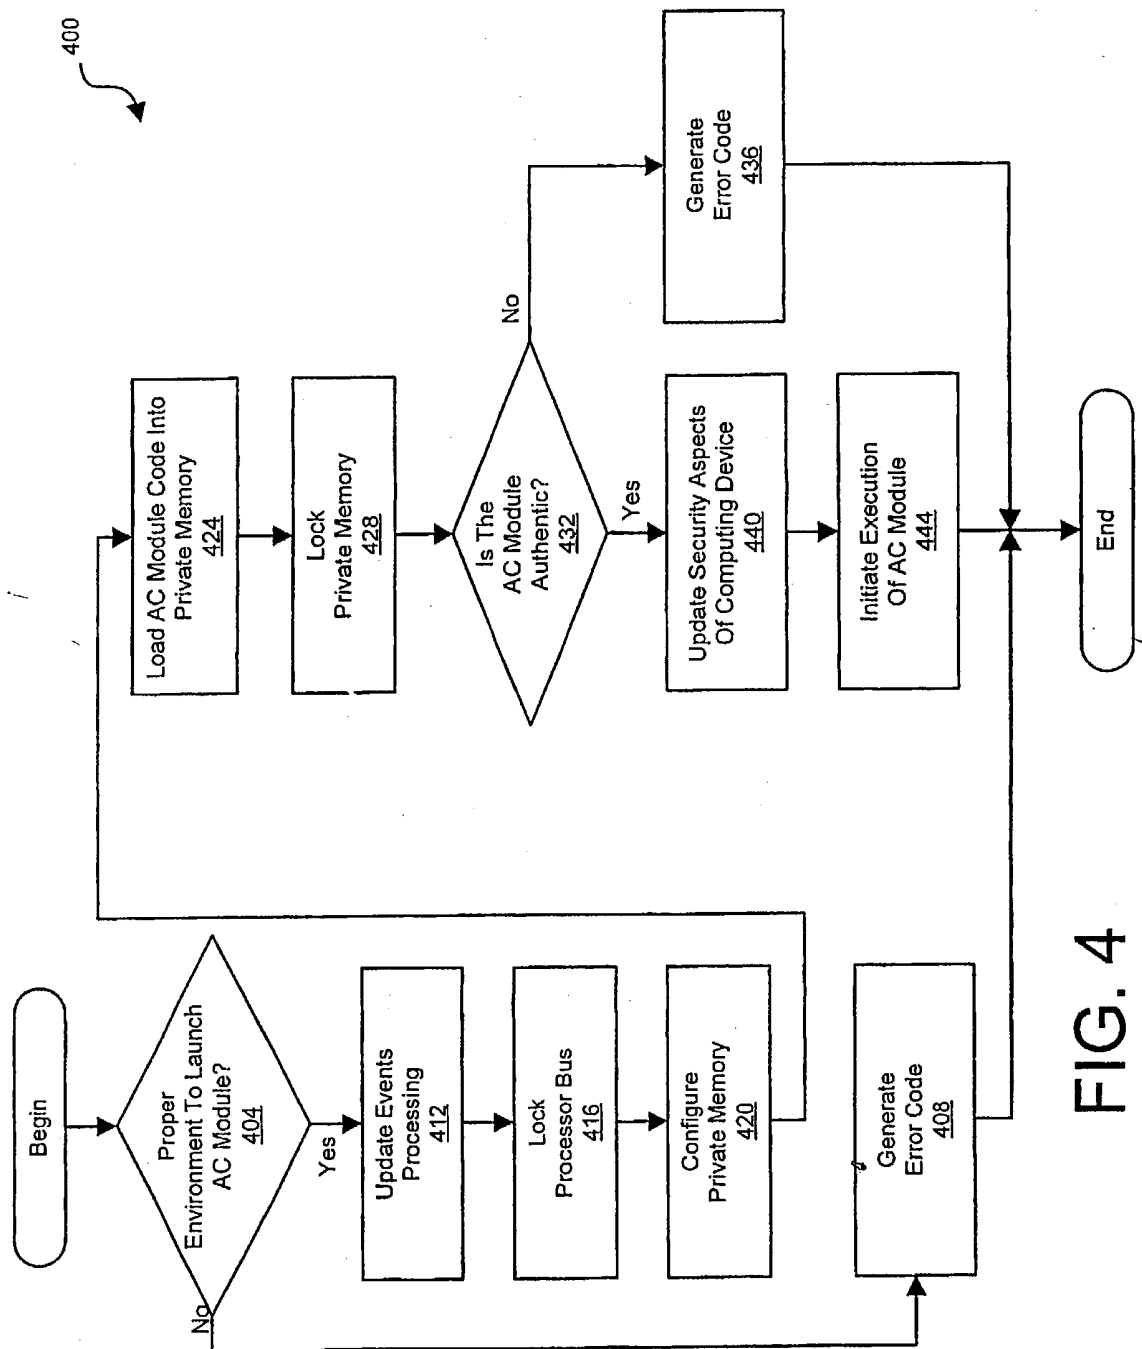 400
Begin
Proper
Environment To Launch
AC Module?
404
No
Yes
Update Events
Processing
412
Lock
Processor Bus
416
Configure
Private Memory
420
Generate
Error Code
408
Load AC Module Code Into
Private Memory
424
Lock
Private Memory
428
Is The
AC Module
Authentic?
432
No
Yes
Generate
Error Code
436
Update Security Aspects
Of Computing Device
440
Initiate Execution
Of AC Module
444
End
FIG. 4